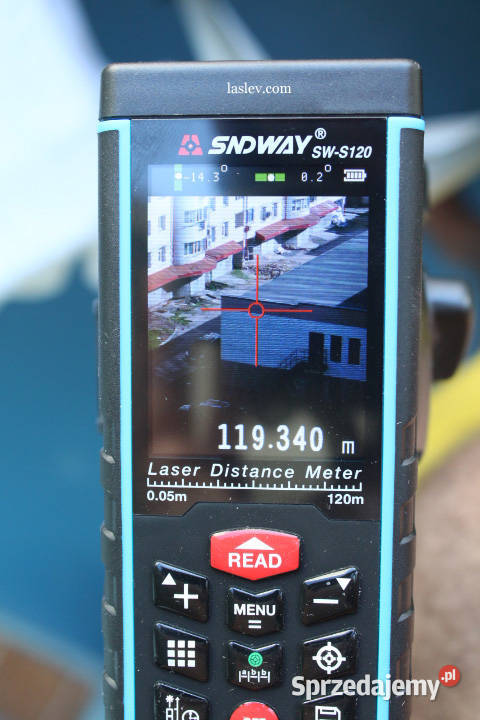 laslev.com
SNDWAY®
SW-S120
-14.3° 0.2°
119.340 m
Laser Distance Meter
0.05m 120m
READ
+ MENU −
=
Sprzedajemy.pl